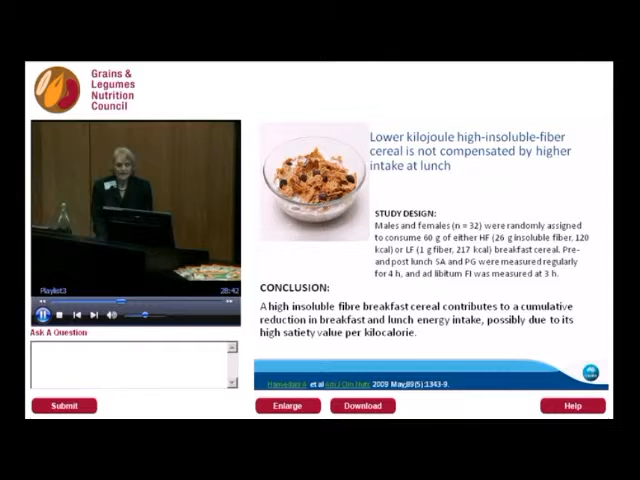 Grains &
Legumes
Nutrition
Council
Lower kilojoule high-insoluble-fiber
cereal is not compensated by higher
intake at lunch
STUDY DESIGN:
Males and females (n = 32) were randomly assigned
to consume 60 g of either HF (26 g insoluble fiber, 120
kcal) or LF (1 g fiber, 217 kcal) breakfast cereal. Pre-
and post lunch SA and PG were measured regularly
for 4 h, and ad libitum FI was measured at 3 h.
CONCLUSION:
A high insoluble fibre breakfast cereal contributes to a cumulative
reduction in breakfast and lunch energy intake, possibly due to its
high satiety value per kilocalorie.
et al Am J Clin Nutr. 2009 May;89(5):1343-9.
Playlist3
28:42
Ask A Question
Submit
Enlarge
Download
Help